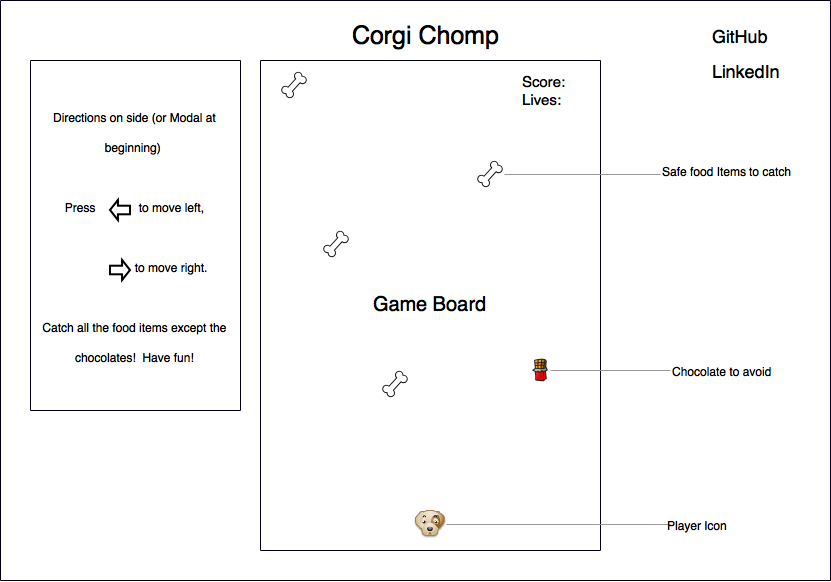 Corgi Chomp
GitHub
LinkedIn
Directions on side (or Modal at
beginning)
Press to move left,
to move right.
Catch all the food items except the
chocolates!  Have fun!
Score:
Lives:
Game Board
Safe food Items to catch
Chocolate to avoid
Player Icon